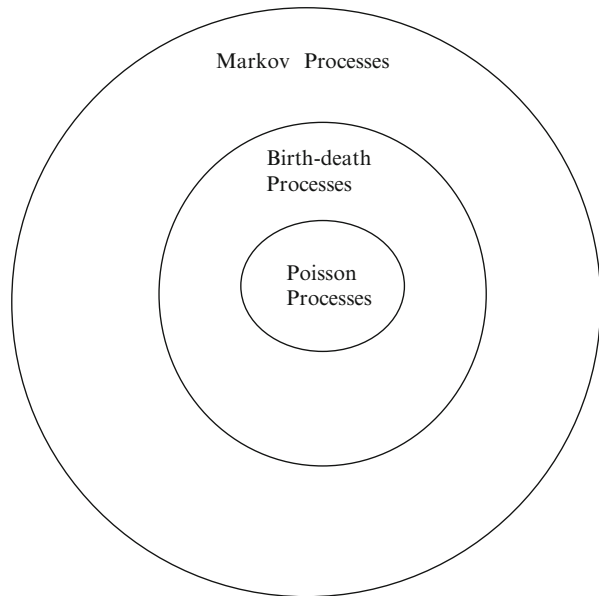 Markov Processes
Birth-death
Processes
Poisson
Processes